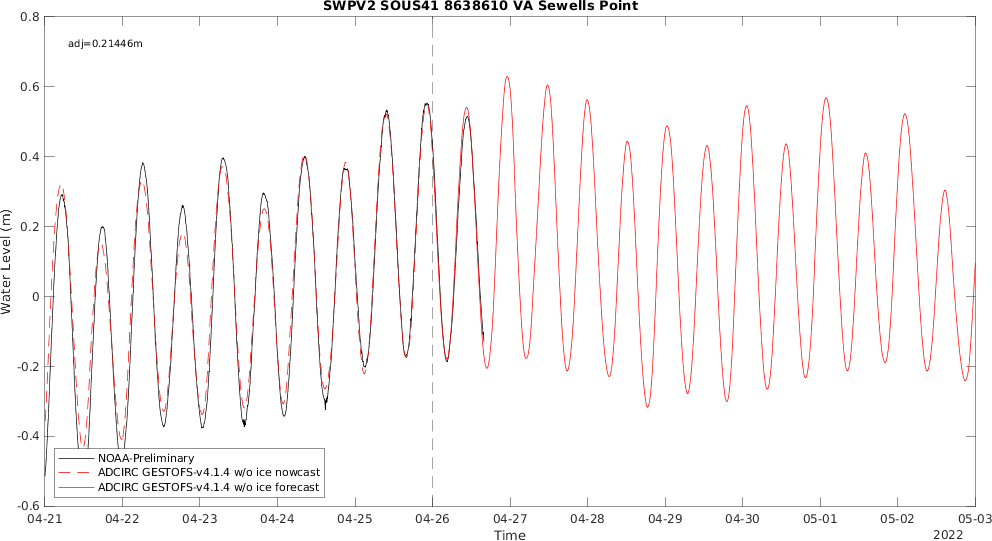 SWPV2 SOUS41 8638610 VA Sewells Point
adj=0.21446m
Water Level (m)
0.8
0.6
0.4
0.2
0
-0.2
-0.4
-0.6
NOAA-Preliminary
ADCIRC GESTOFS-v4.1.4 w/o ice nowcast
ADCIRC GESTOFS-v4.1.4 w/o ice forecast
04-21 04-22 04-23 04-24 04-25 04-26 04-27 04-28 04-29 04-30 05-01 05-02 05-03
Time
2022